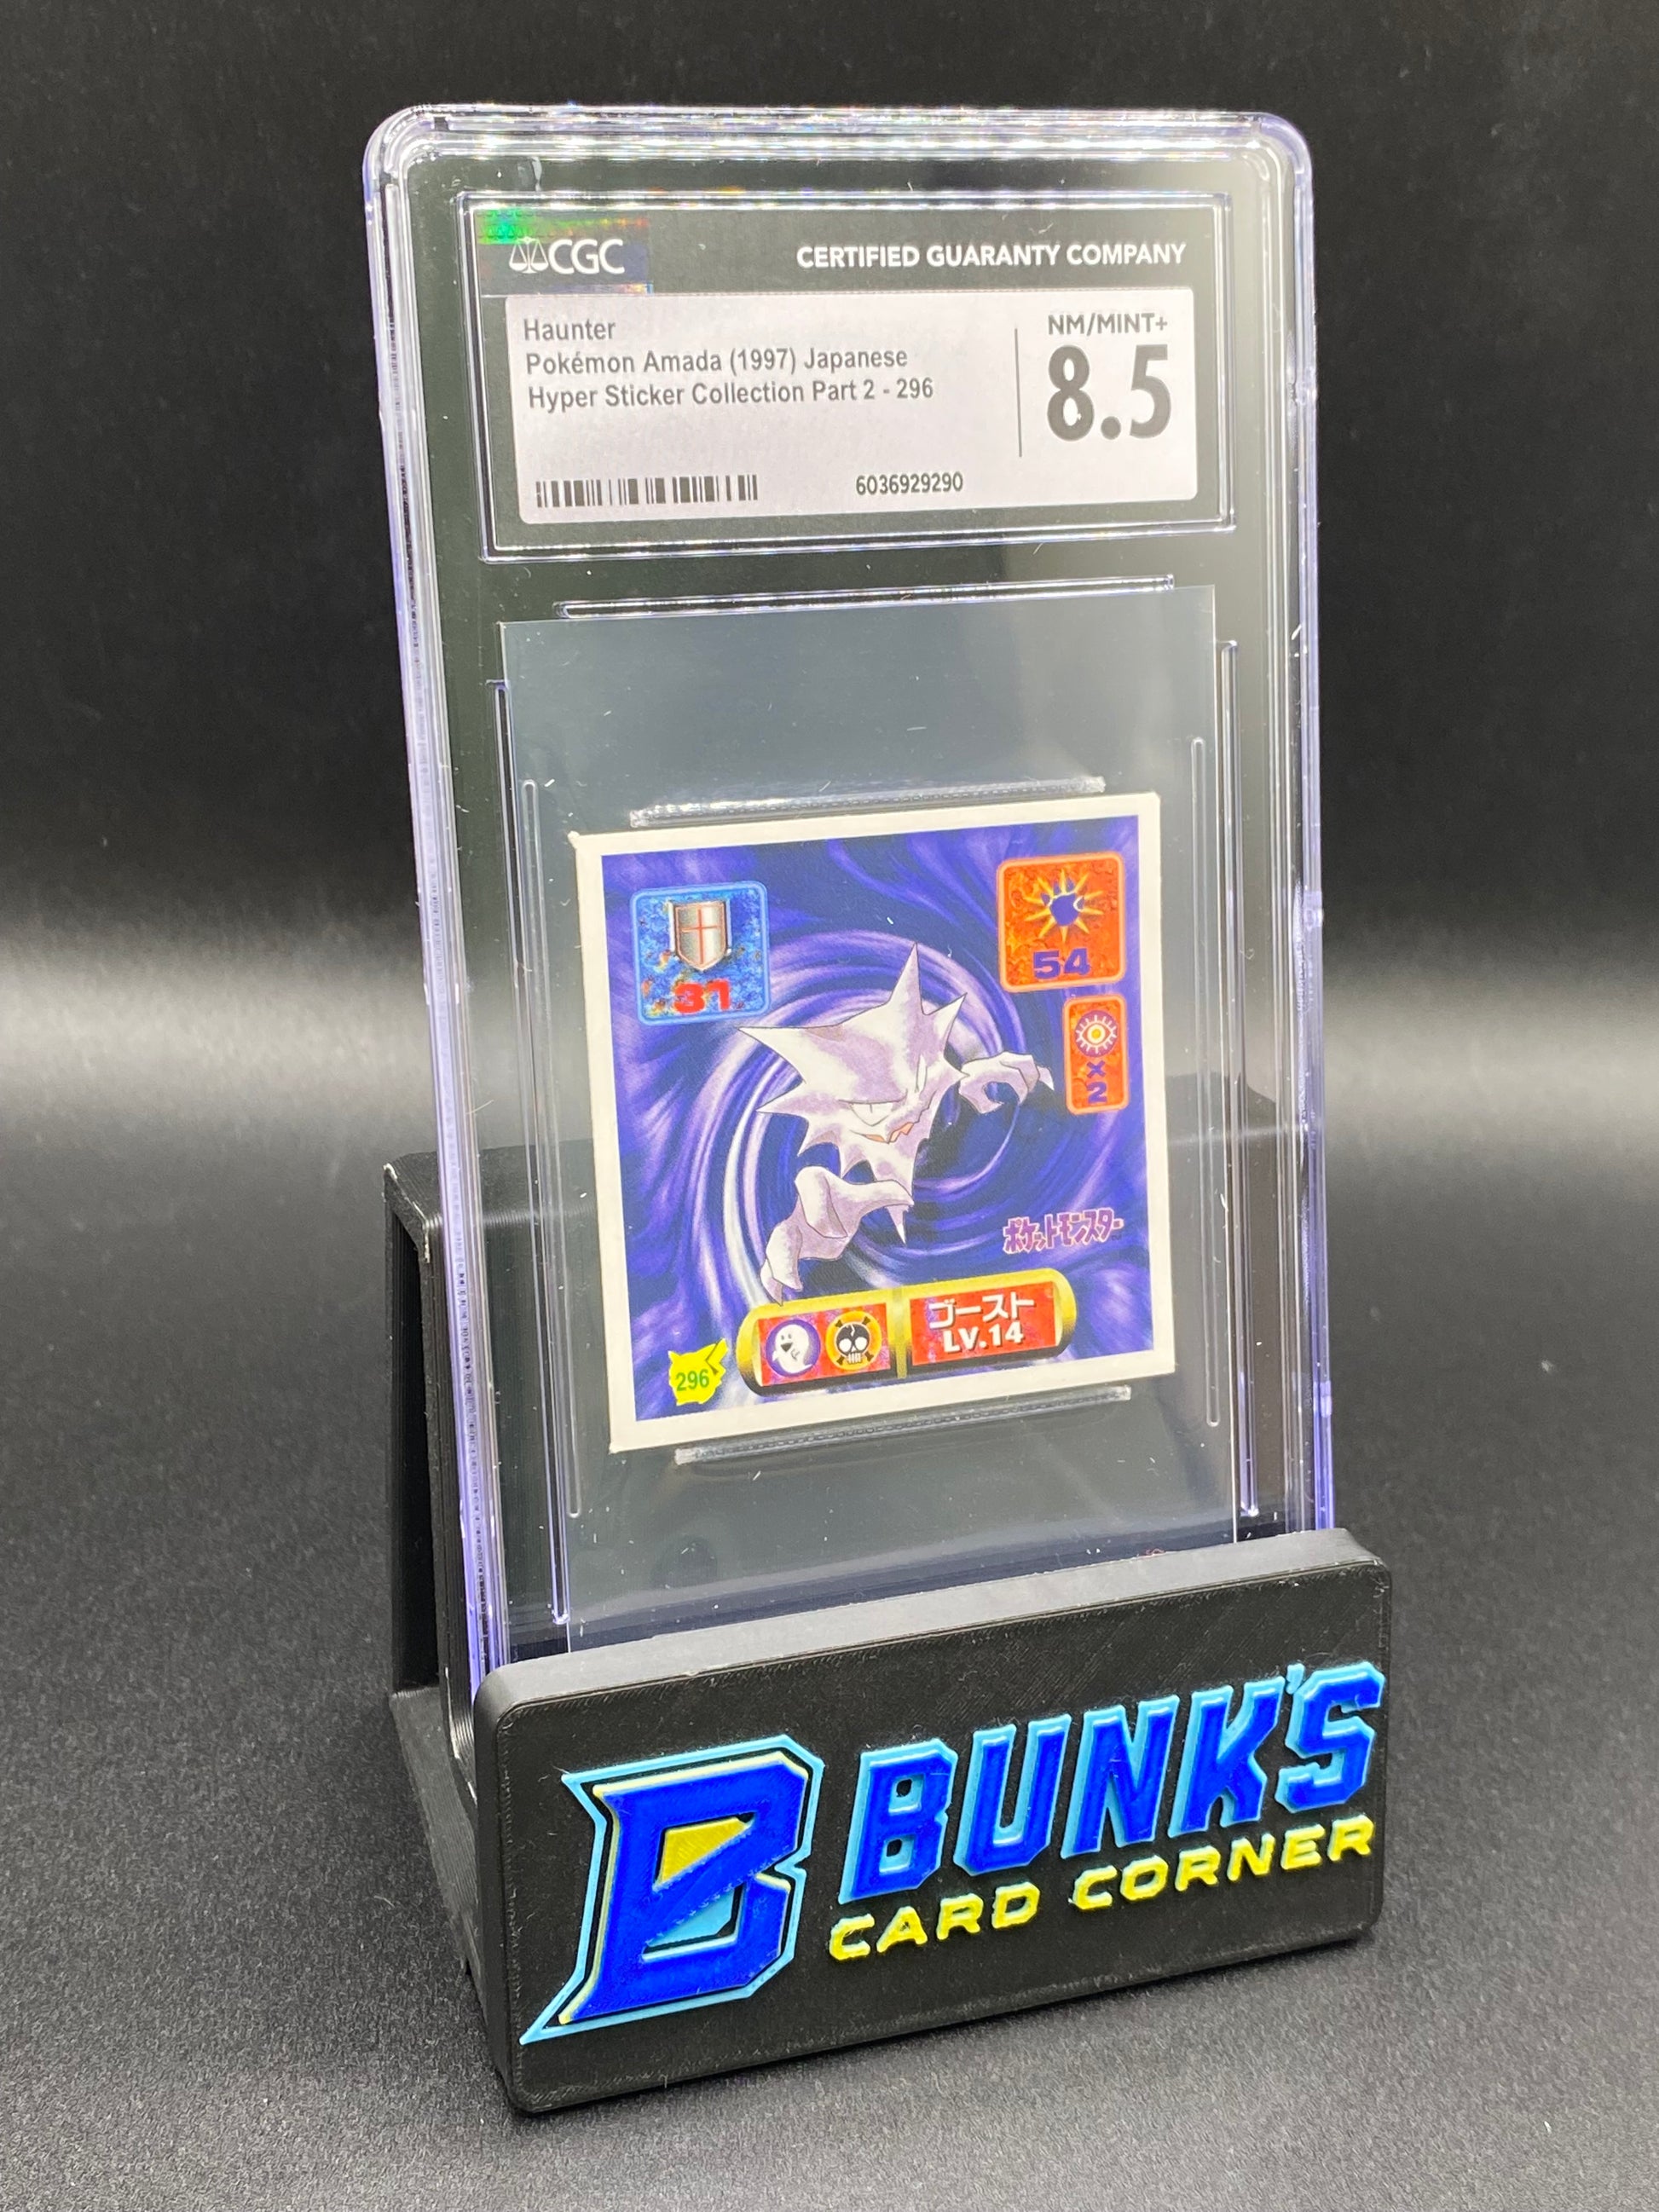 CGC
CERTIFIED GUARANTY COMPANY
Haunter
Pokémon Amada (1997) Japanese
Hyper Sticker Collection Part 2 - 296
NM/MINT+
8.5
6036929290
31
54
×2
ポケットモンスター
ゴースト
LV.14
296
B
BUNK'S
CARD CORNER